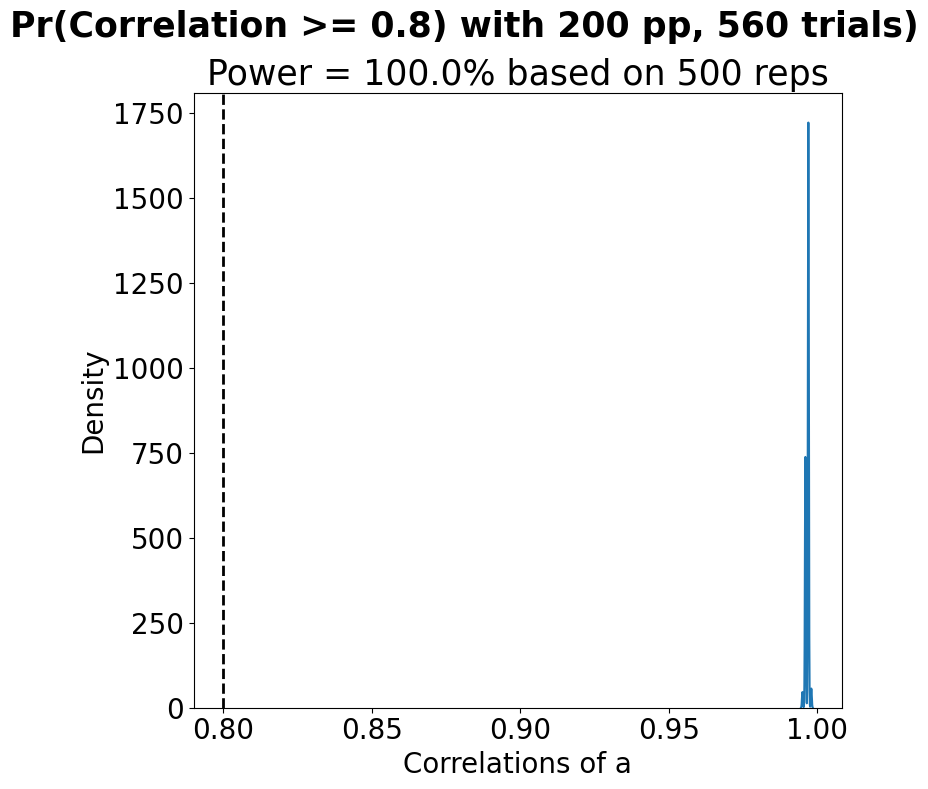 Pr(Correlation >= 0.8) with 200 pp, 560 trials)
Power = 100.0% based on 500 reps
1750
1500
1250
1000
750
500
250
0
Density
0.80 0.85 0.90 0.95 1.00
Correlations of a